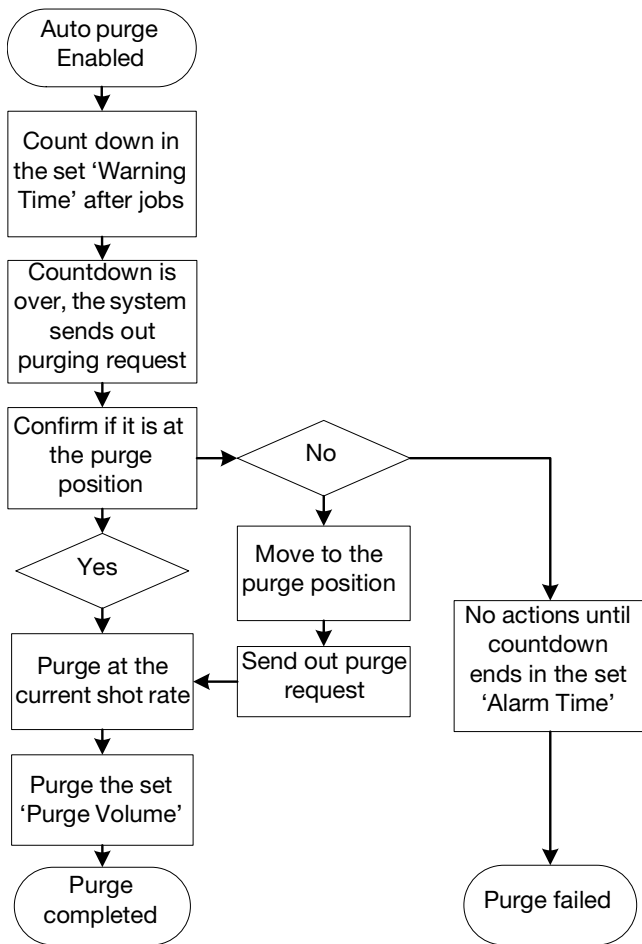 Auto purge
Enabled
Count down in
the set ‘Warning
Time’ after jobs
Countdown is
over, the system
sends out
purging request
Confirm if it is at
the purge
position
No
Yes
Move to the
purge position
Send out purge
request
No actions until
countdown
ends in the set
‘Alarm Time’
Purge at the
current shot rate
Purge the set
‘Purge Volume’
Purge
completed
Purge failed